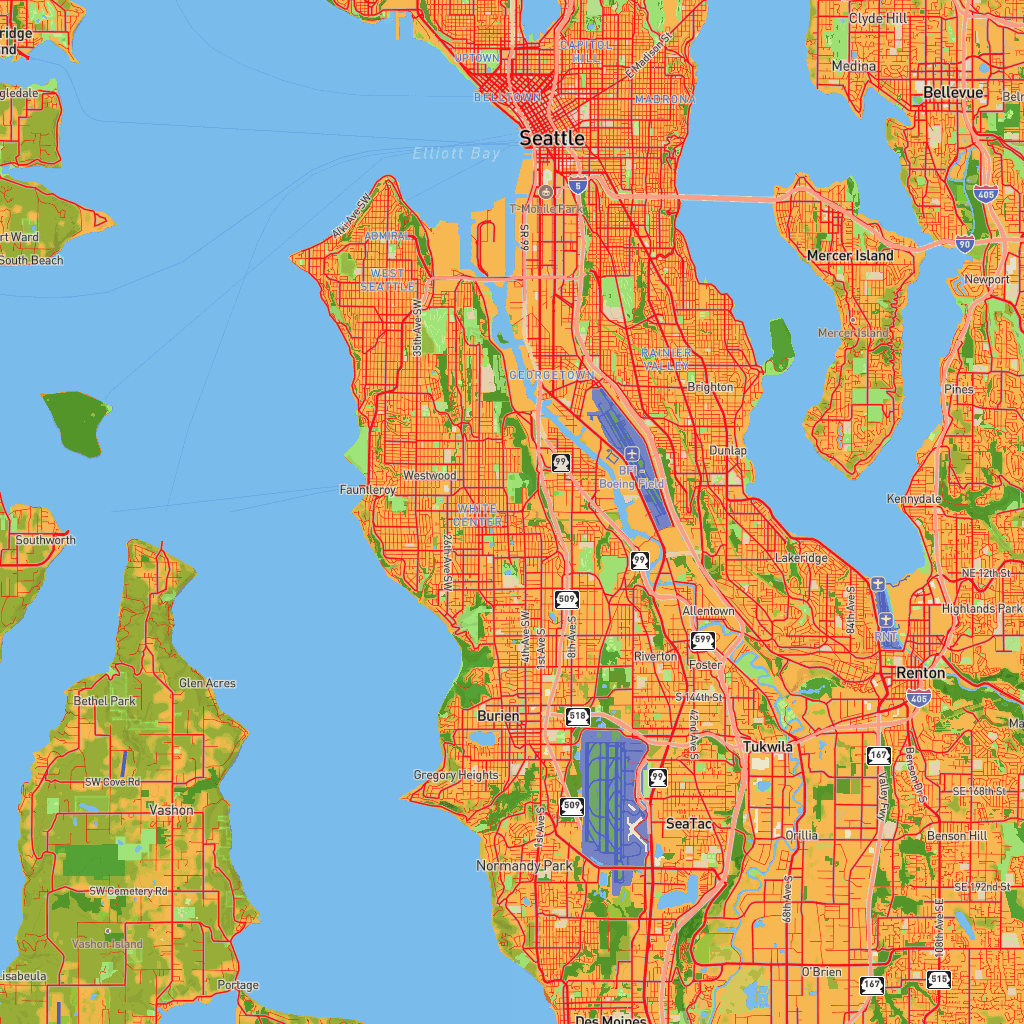 Clyde Hill
CAPITOL
HILL
UPTOWN
E Madison St
Medina
Bellevue
BELLTOWN
MADRONA
Seattle
Elliott Bay
5
405
T-Mobile Park
Alki Ave SW
SR 99
ADMIRAL
South Beach
90
Mercer Island
WEST
SEATTLE
Newport
35th Ave SW
Mercer Island
RAINIER
VALLEY
GEORGETOWN
Brighton
Pines
Dunlap
99
BFI -
Boeing Field
Westwood
Fauntleroy
Kennydale
WHITE
CENTER
Southworth
26th Ave SW
99
Lakeridge
NE 12th St
509
84th Ave S
Allentown
Highlands Park
4th Ave SW
1st Ave S
8th Ave S
599
RNT
Riverton
Foster
Renton
Glen Acres
S 144th St
405
Bethel Park
Burien
518
42nd Ave S
Tukwila
167
Benson Dr S
Gregory Heights
99
SW Cove Rd
Valley Fwy
SE 168th St
Vashon
509
1st Ave S
SeaTac
Orillia
Benson Hill
Normandy Park
SW Cemetery Rd
68th Ave S
SE 192nd St
108th Ave SE
Vashon Island
O'Brien
Portage
167
515
Des Moines